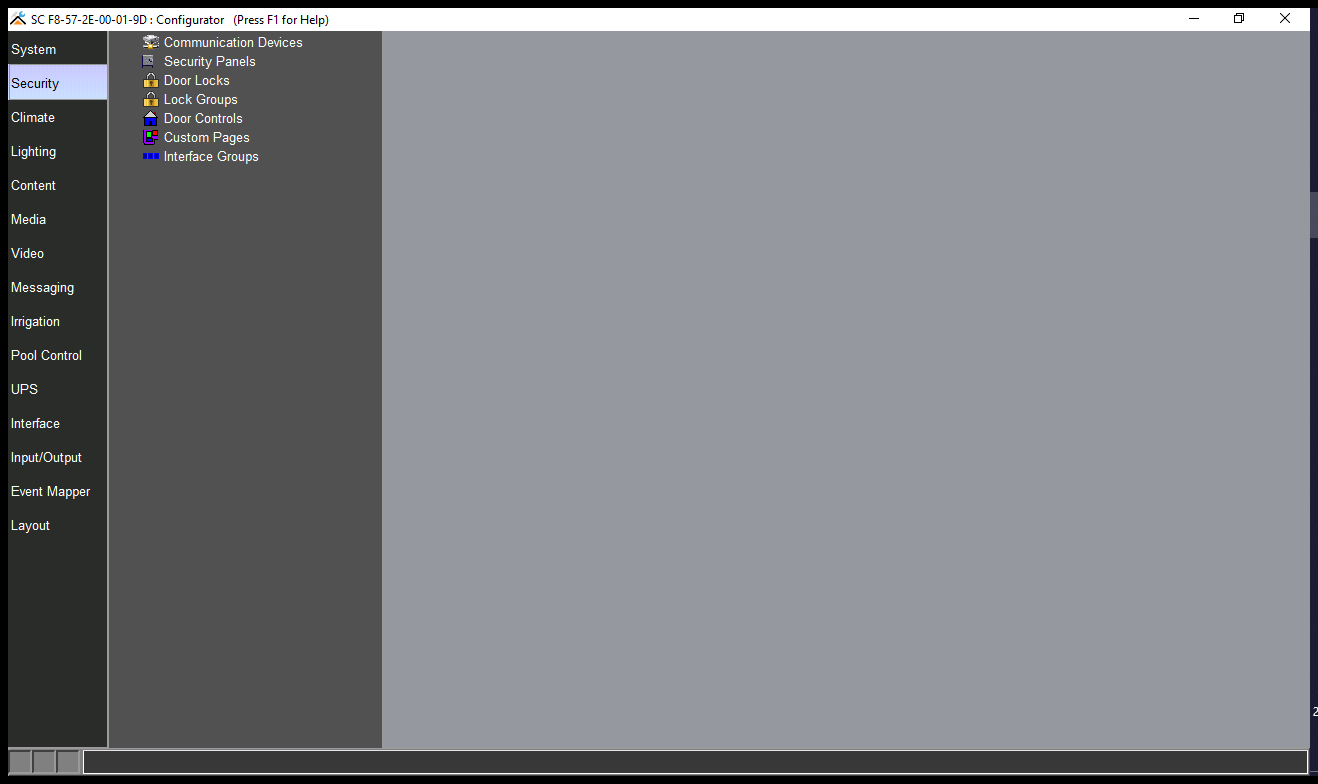 SC F8-57-2E-00-01-9D : Configurator (Press F1 for Help)
System
Security
Climate
Lighting
Content
Media
Video
Messaging
Irrigation
Pool Control
UPS
Interface
Input/Output
Event Mapper
Layout
Communication Devices
Security Panels
Door Locks
Lock Groups
Door Controls
Custom Pages
Interface Groups
2